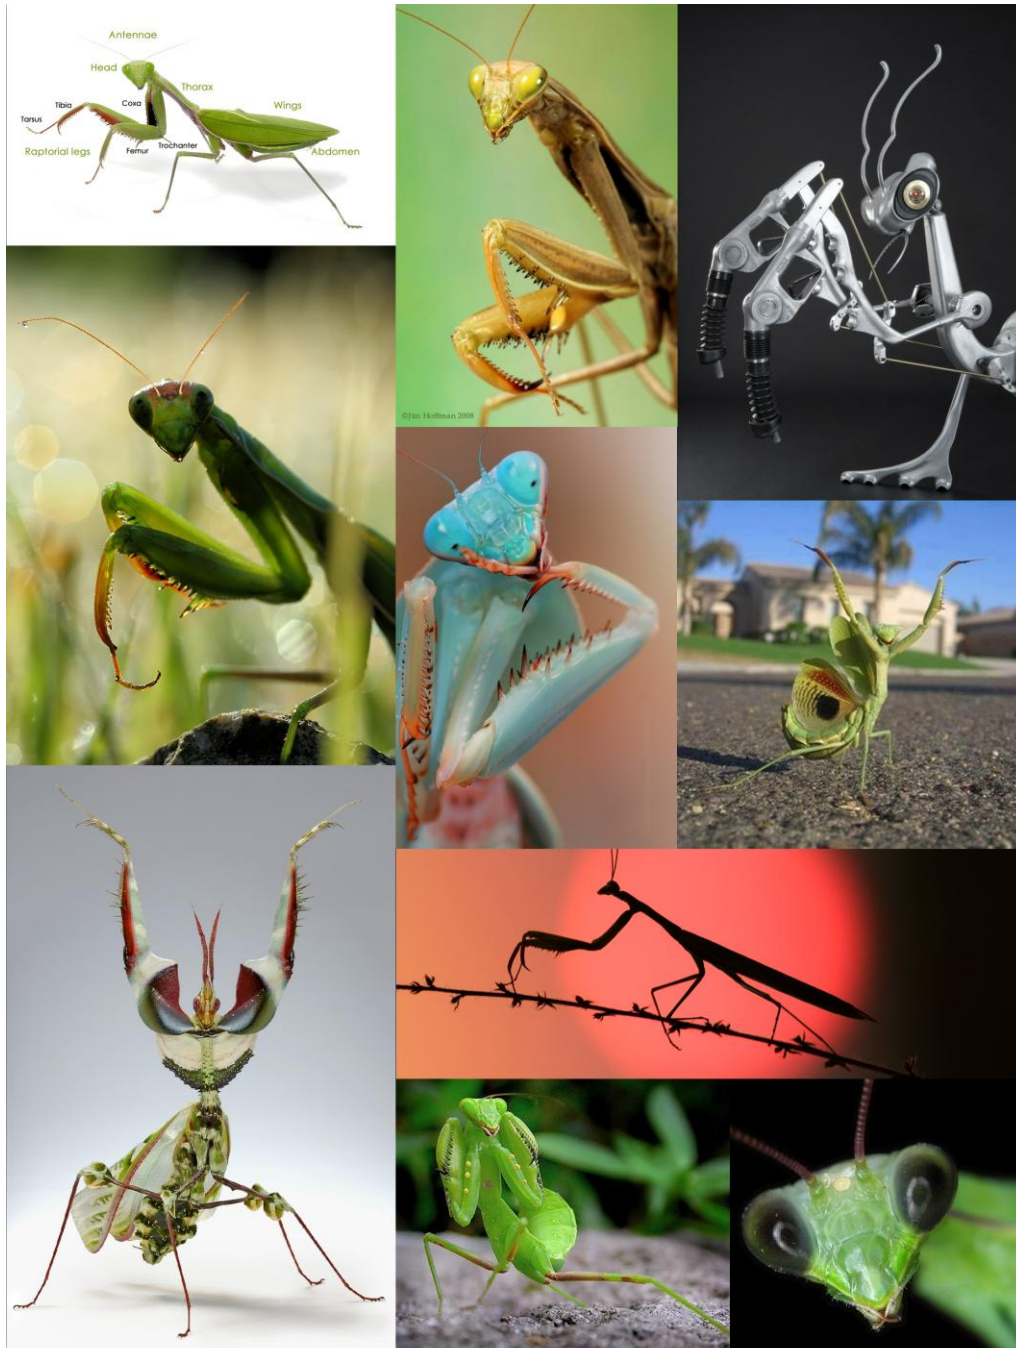 Antennae
Head
Thorax
Tibia
Coxa
Wings
Tarsus
Raptorial legs
Femur
Trochanter
Abdomen
©Jim Hoffman 2008